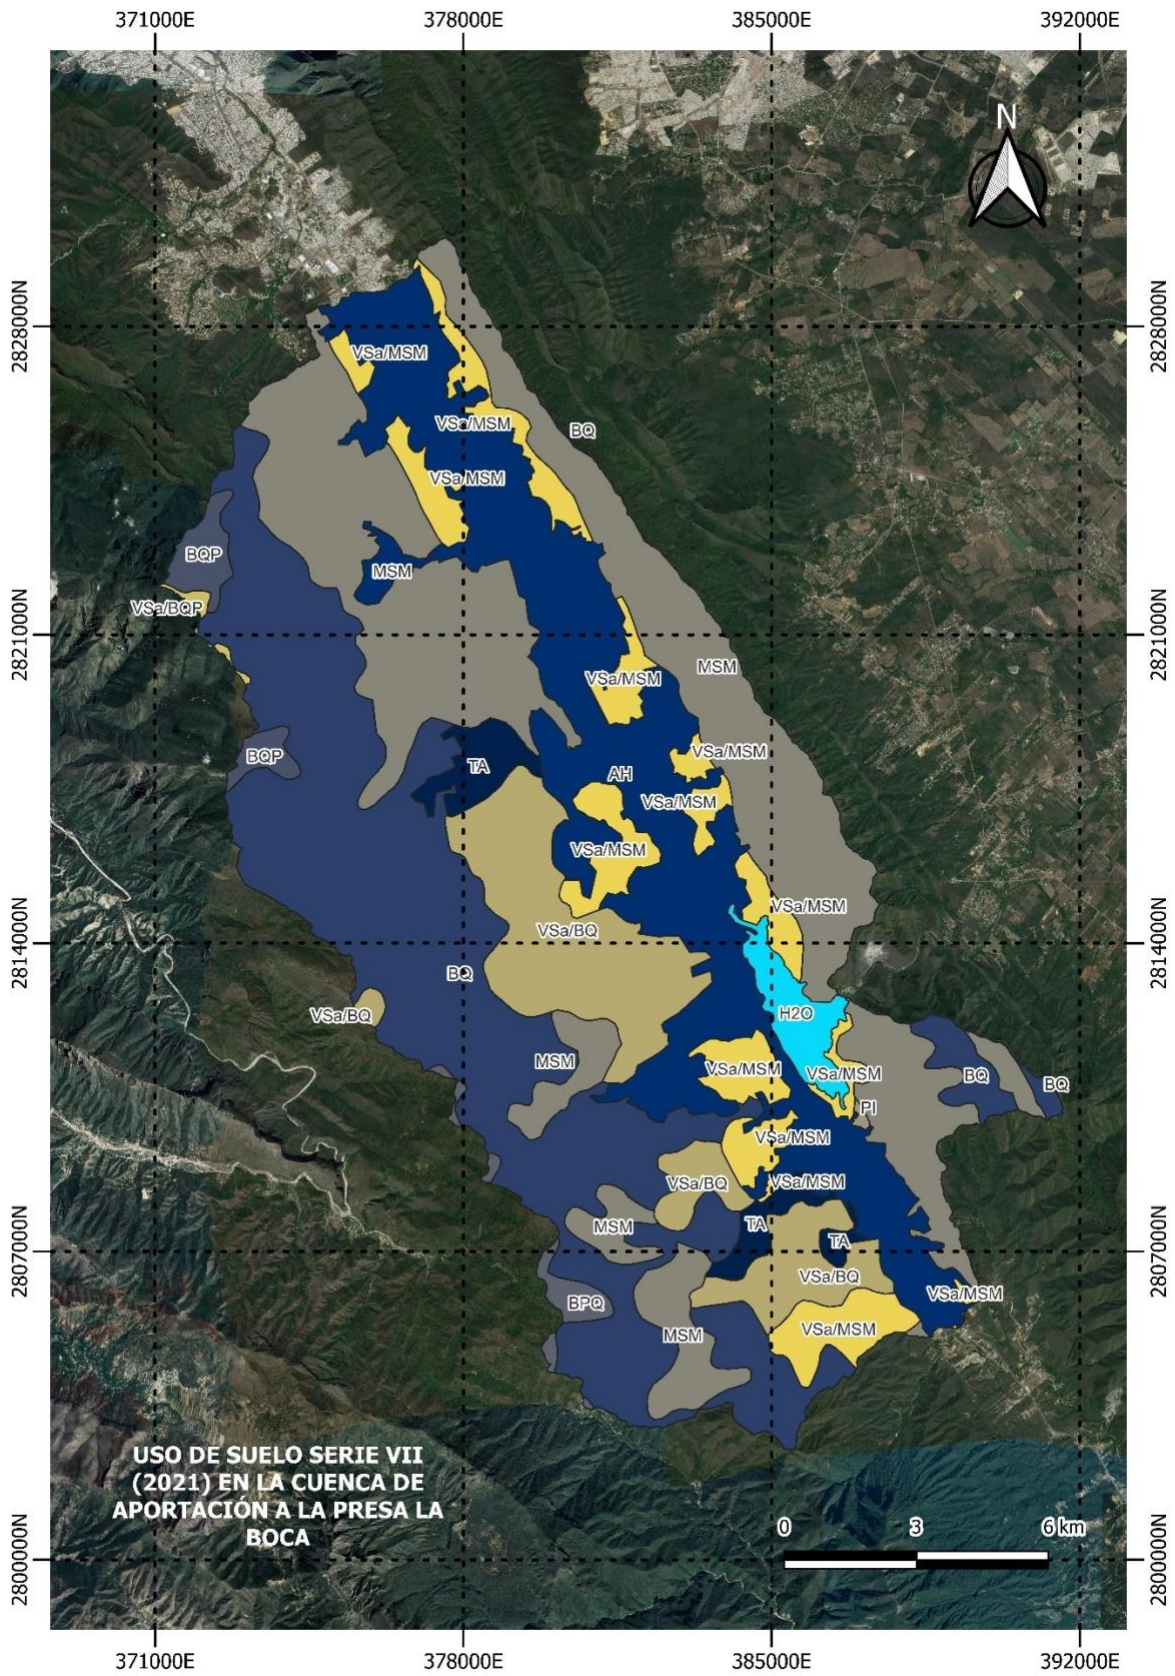 371000E 378000E 385000E 392000E
N
2828000N 2828000N
VSa/MSM
VSa/MSM
BQ
VSa/MSM
BQP
MSM
VSa/BQP
2821000N 2821000N
MSM
VSa/MSM
BQP
VSa/MSM
TA
AH
VSa/MSM
VSa/MSM
VSa/MSM
VSa/BQ
2814000N 2814000N
BQ
VSa/BQ
H2O
MSM
VSa/MSM
VSa/MSM
BQ
BQ
PI
VSa/MSM
VSa/BQ
VSa/MSM
MSM
TA
TA
2807000N 2807000N
VSa/BQ
VSa/MSM
BPQ
MSM
VSa/MSM
USO DE SUELO SERIE VII
(2021) EN LA CUENCA DE
APORTACIÓN A LA PRESA LA
BOCA
0 3 6 km
2800000N 2800000N
371000E 378000E 385000E 392000E